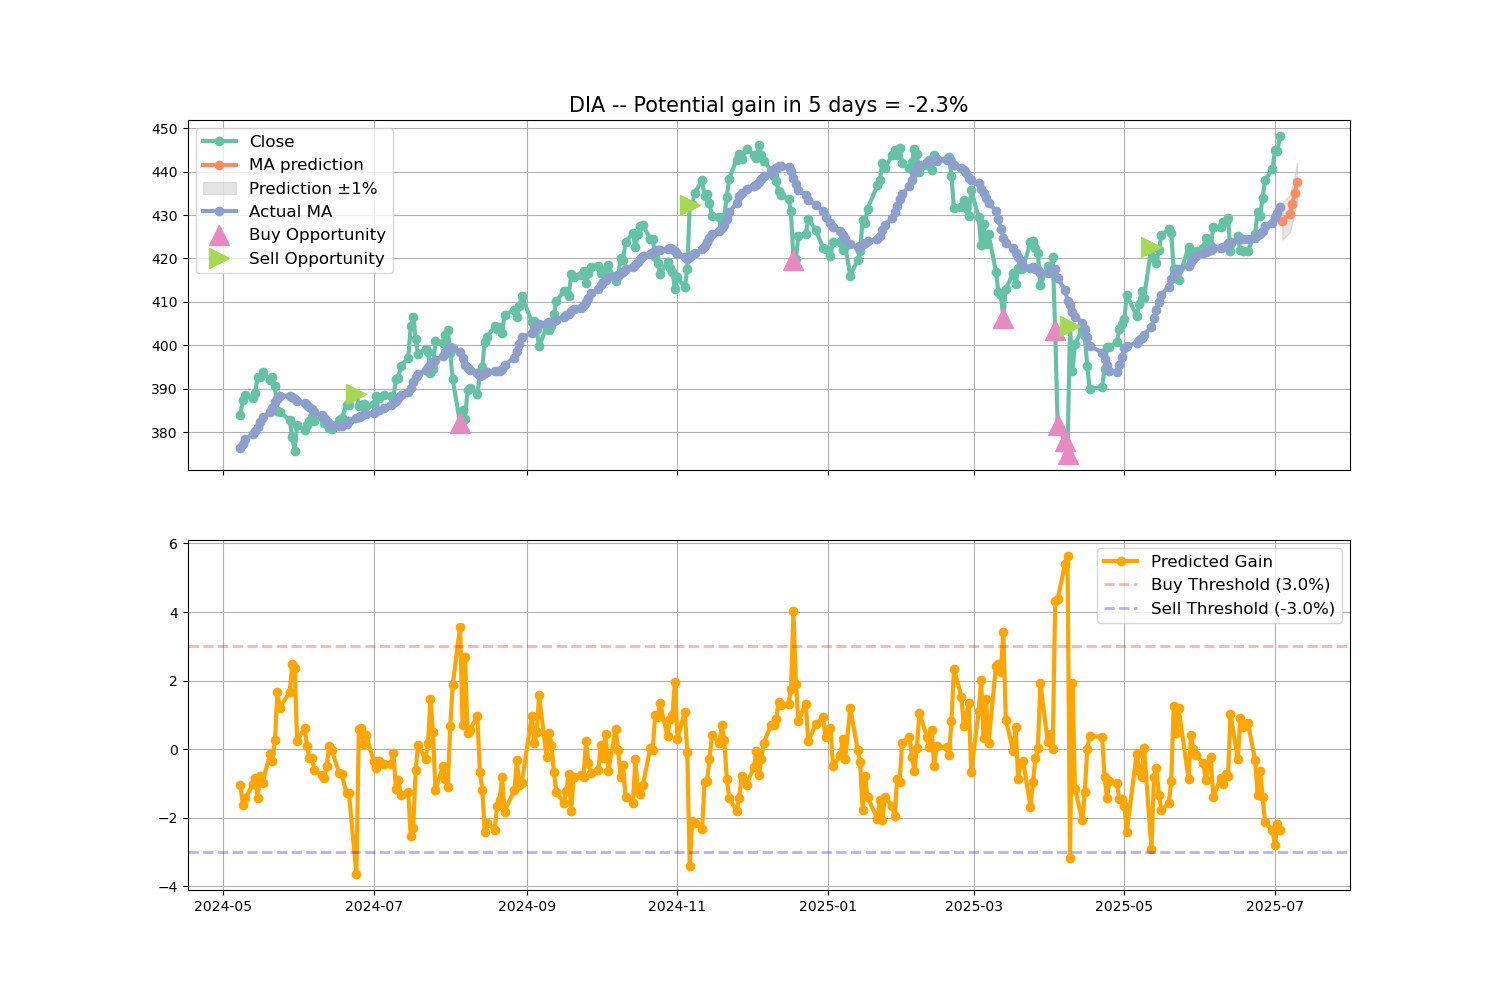 DIA -- Potential gain in 5 days = -2.3%
450
440
430
420
410
400
390
380
Close
MA prediction
Prediction ±1%
Actual MA
Buy Opportunity
Sell Opportunity
6
4
2
0
−2
−4
Predicted Gain
Buy Threshold (3.0%)
Sell Threshold (-3.0%)
2024-05
2024-07
2024-09
2024-11
2025-01
2025-03
2025-05
2025-07